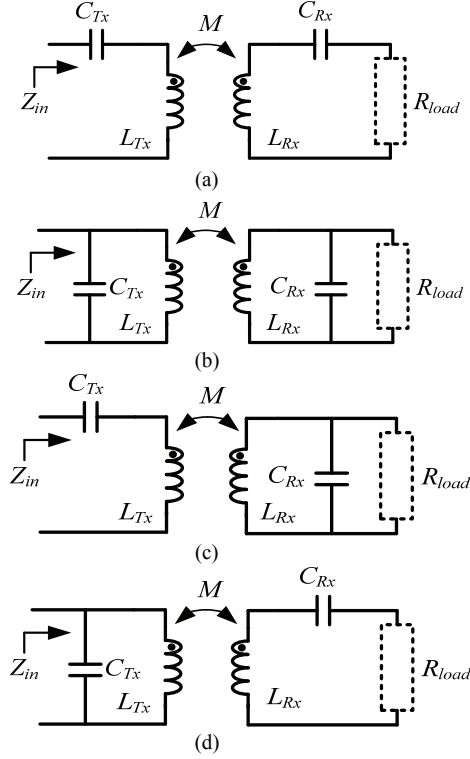 C_Tx M C_Rx
Z_in L_Tx L_Rx R_load
(a)
M
Z_in C_Tx L_Tx C_Rx L_Rx R_load
(b)
C_Tx M
Z_in L_Tx C_Rx L_Rx R_load
(c)
M C_Rx
Z_in C_Tx L_Tx L_Rx R_load
(d)